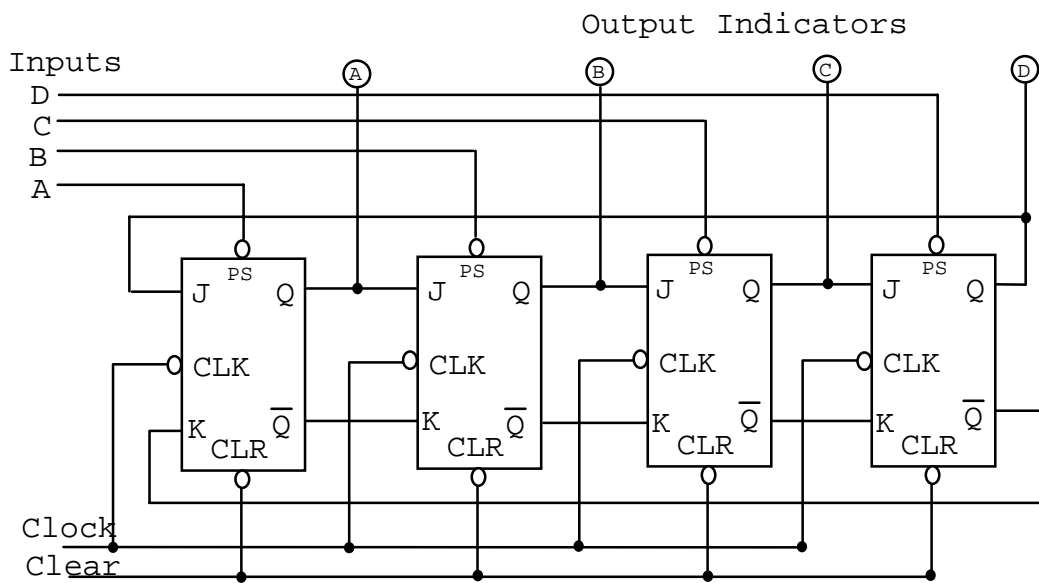 Output Indicators
Inputs
A
B
C
D
D
C
B
A
PS
PS
PS
PS
J Q
J Q
J Q
J Q
CLK
CLK
CLK
CLK
K Q̅
K Q̅
K Q̅
K Q̅
CLR
CLR
CLR
CLR
Clock
Clear